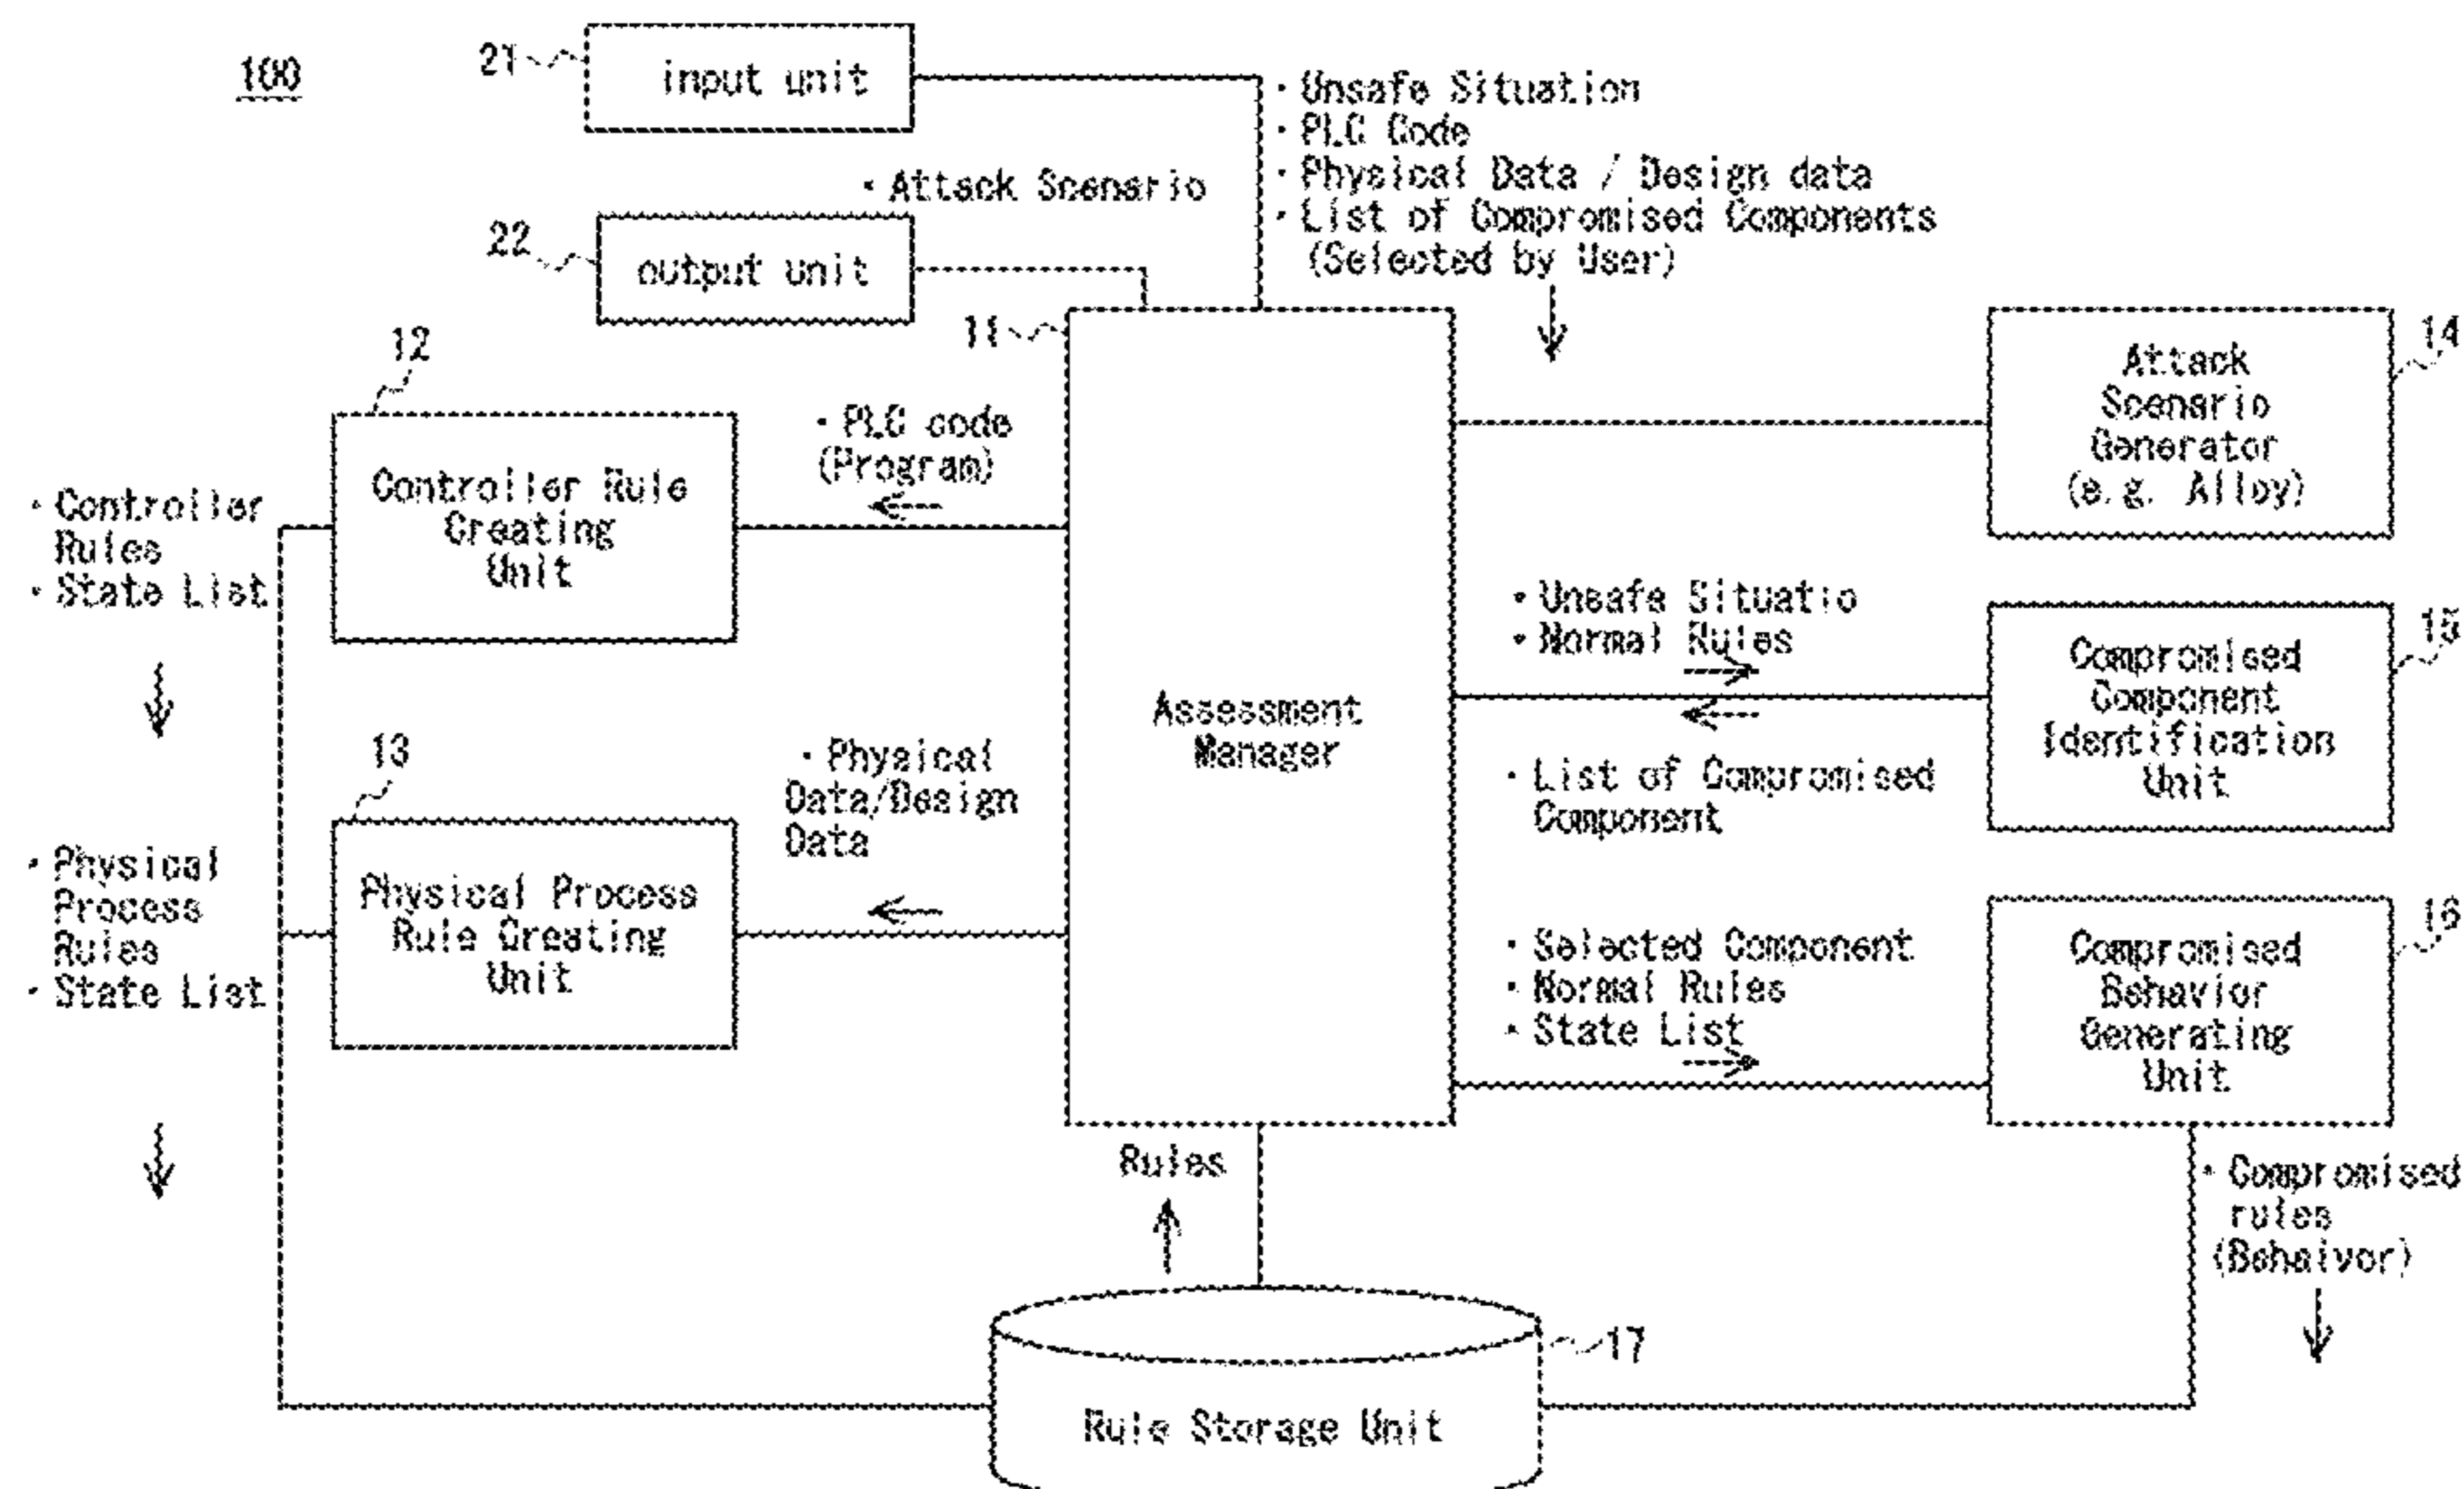 100
21
input unit
・Unsafe Situation
・PLC Code
・Physical Data / Design data
・List of Compromised Components
(Selected by User)
・Attack Scenario
22
output unit
11
Assessment
Manager
12
Controller Rule
Creating
Unit
・PLC code
(Program)
・Controller
Rules
・State List
14
Attack
Scenario
Generator
(e.g. Alloy)
・Unsafe Situatio
・Normal Rules
15
Compromised
Component
Identification
Unit
・List of Compromised
Component
13
Physical Process
Rule Creating
Unit
・Physical
Data/Design
Data
・Physical
Process
Rules
・State List
・Selected Component
・Normal Rules
・State List
16
Compromised
Behavior
Generating
Unit
Rules
・Compromised
rules
(Behaivor)
17
Rule Storage Unit